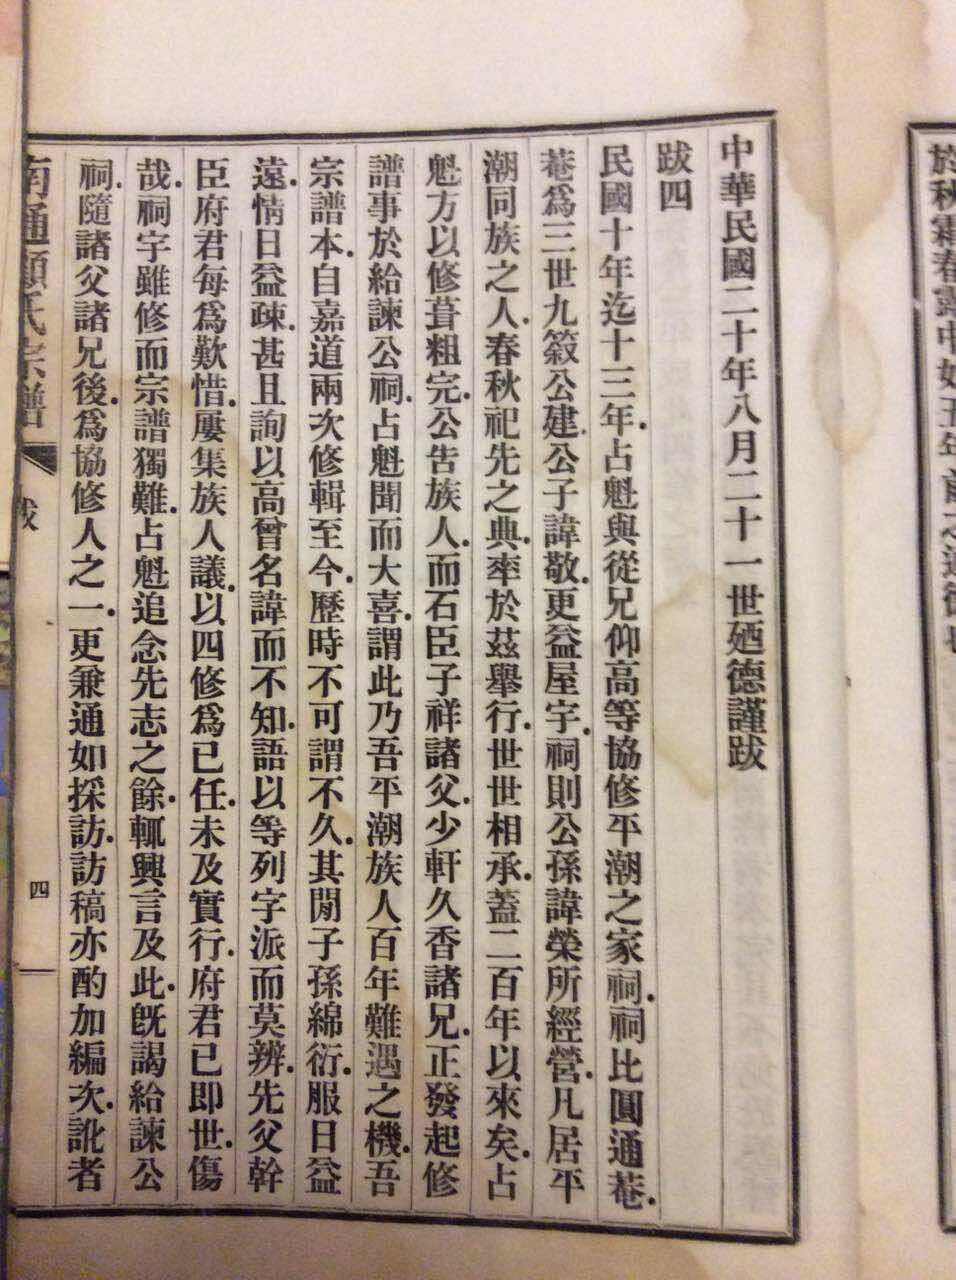 於秋霜春露中如
中華民國二十年八月二十一世廼德謹跋
跋四
民國十年迄十三年占魁與從兄仰高等協修平潮之家祠祠比圓通菴
菴爲三世九籙公建公子諱敬更益屋宇祠則公孫諱榮所經營凡居平
潮同族之人春秋祀先之典率於茲舉行世世相承蓋二百年以來矣占
魁方以修葺粗完公告族人而石臣子祥諸父少軒久香諸兄正發起修
譜事於給諫公祠占魁聞而大喜謂此乃吾平潮族人百年難遇之機吾
宗譜本自嘉道兩次修輯至今歷時不可謂不久其閒子孫綿衍服日益
遠情日益疎甚且詢以高曾名諱而不知語以等列字派而莫辨先父幹
臣府君每爲歎惜屢集族人議以四修爲已任未及實行府君已即世傷
哉祠宇雖修而宗譜獨難占魁追念先志之餘輒興言及此旣謁給諫公
祠隨諸父諸兄後爲協修人之一更兼通如採訪訪稿亦酌加編次訛者
南通顧氏宗譜 跋 四